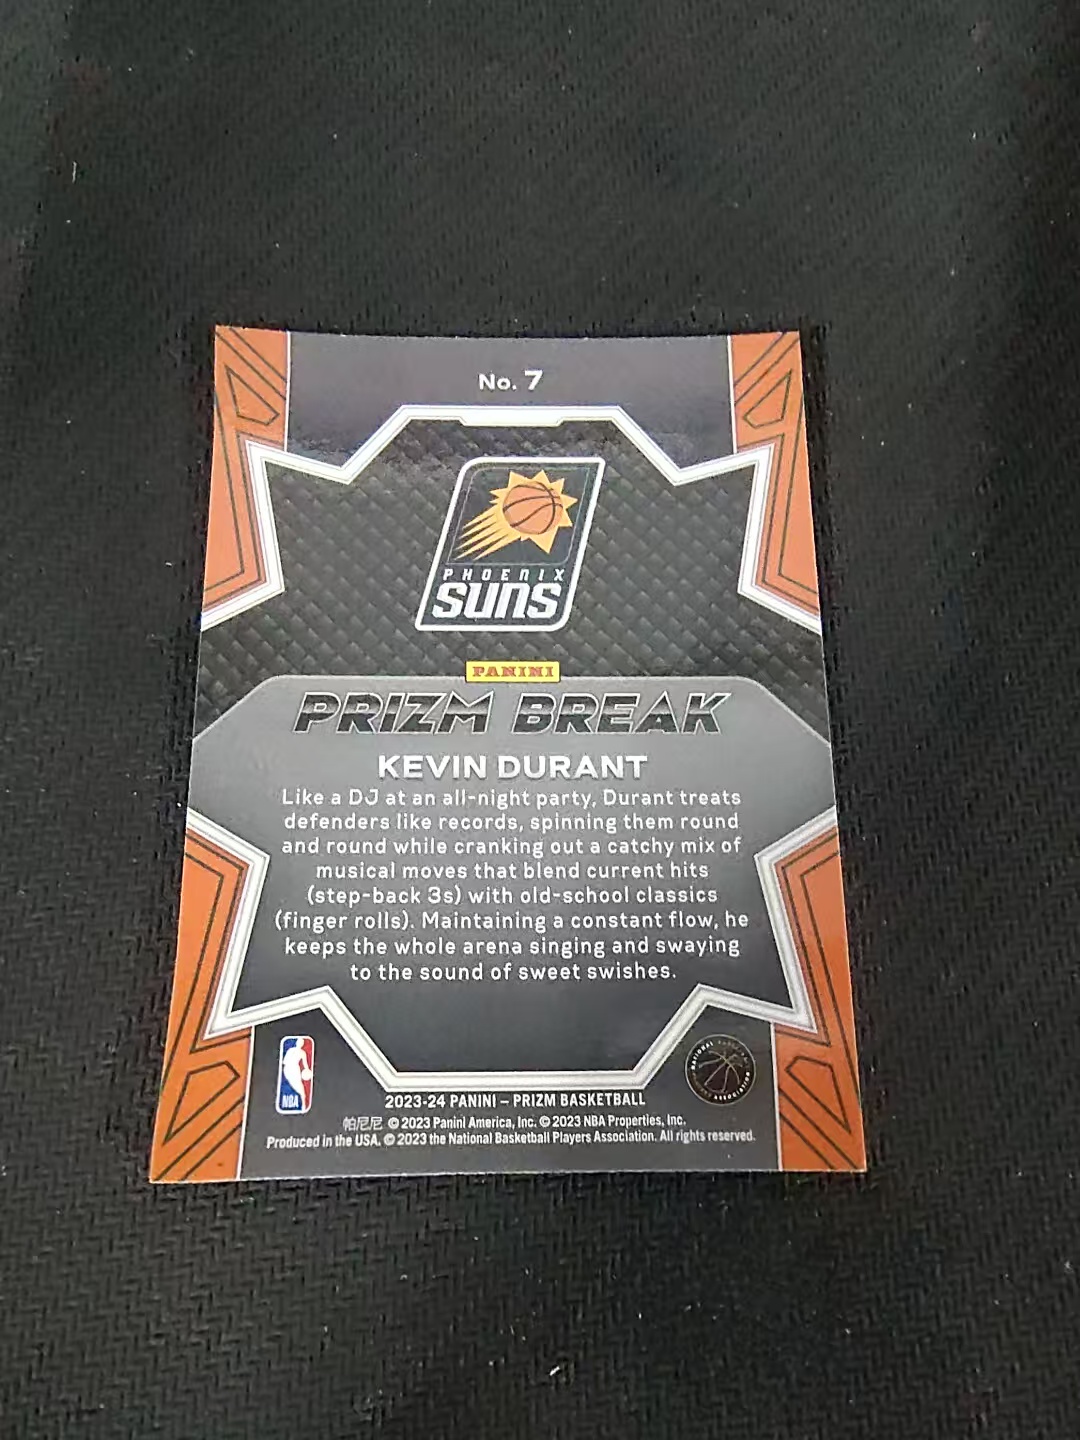 No. 7
PHOENIX
SUNS
PANINI
PRIZM BREAK
KEVIN DURANT
Like a DJ at an all-night party, Durant treats
defenders like records, spinning them round
and round while cranking out a catchy mix of
musical moves that blend current hits
(step-back 3s) with old-school classics
(finger rolls). Maintaining a constant flow, he
keeps the whole arena singing and swaying
to the sound of sweet swishes.
NBA
NATIONAL BASKETBALL PLAYERS ASSOCIATION
2023-24 PANINI – PRIZM BASKETBALL
帕尼尼 © 2023 Panini America, Inc. © 2023 NBA Properties, Inc.
Produced in the USA. © 2023 the National Basketball Players Association. All rights reserved.